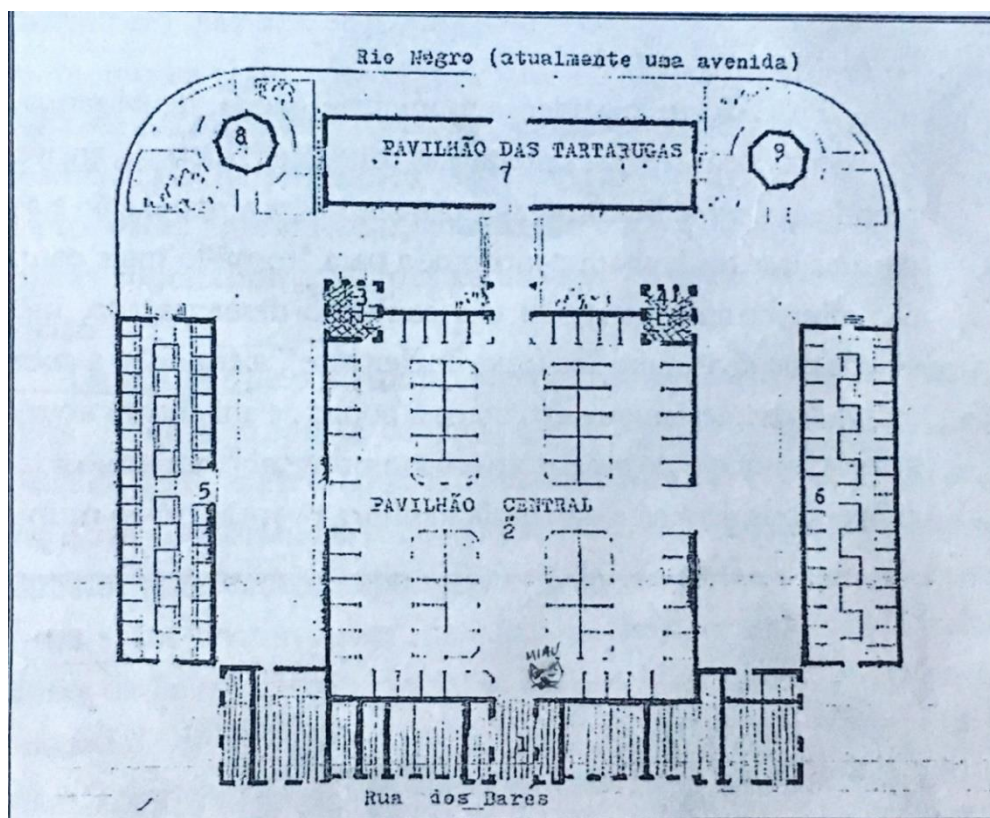 Rio Negro (atualmente uma avenida)
8
9
PAVILHÃO DAS TARTARUGAS
7
3
4
5
6
PAVILHÃO CENTRAL
2
MIAU
Rua dos Bares